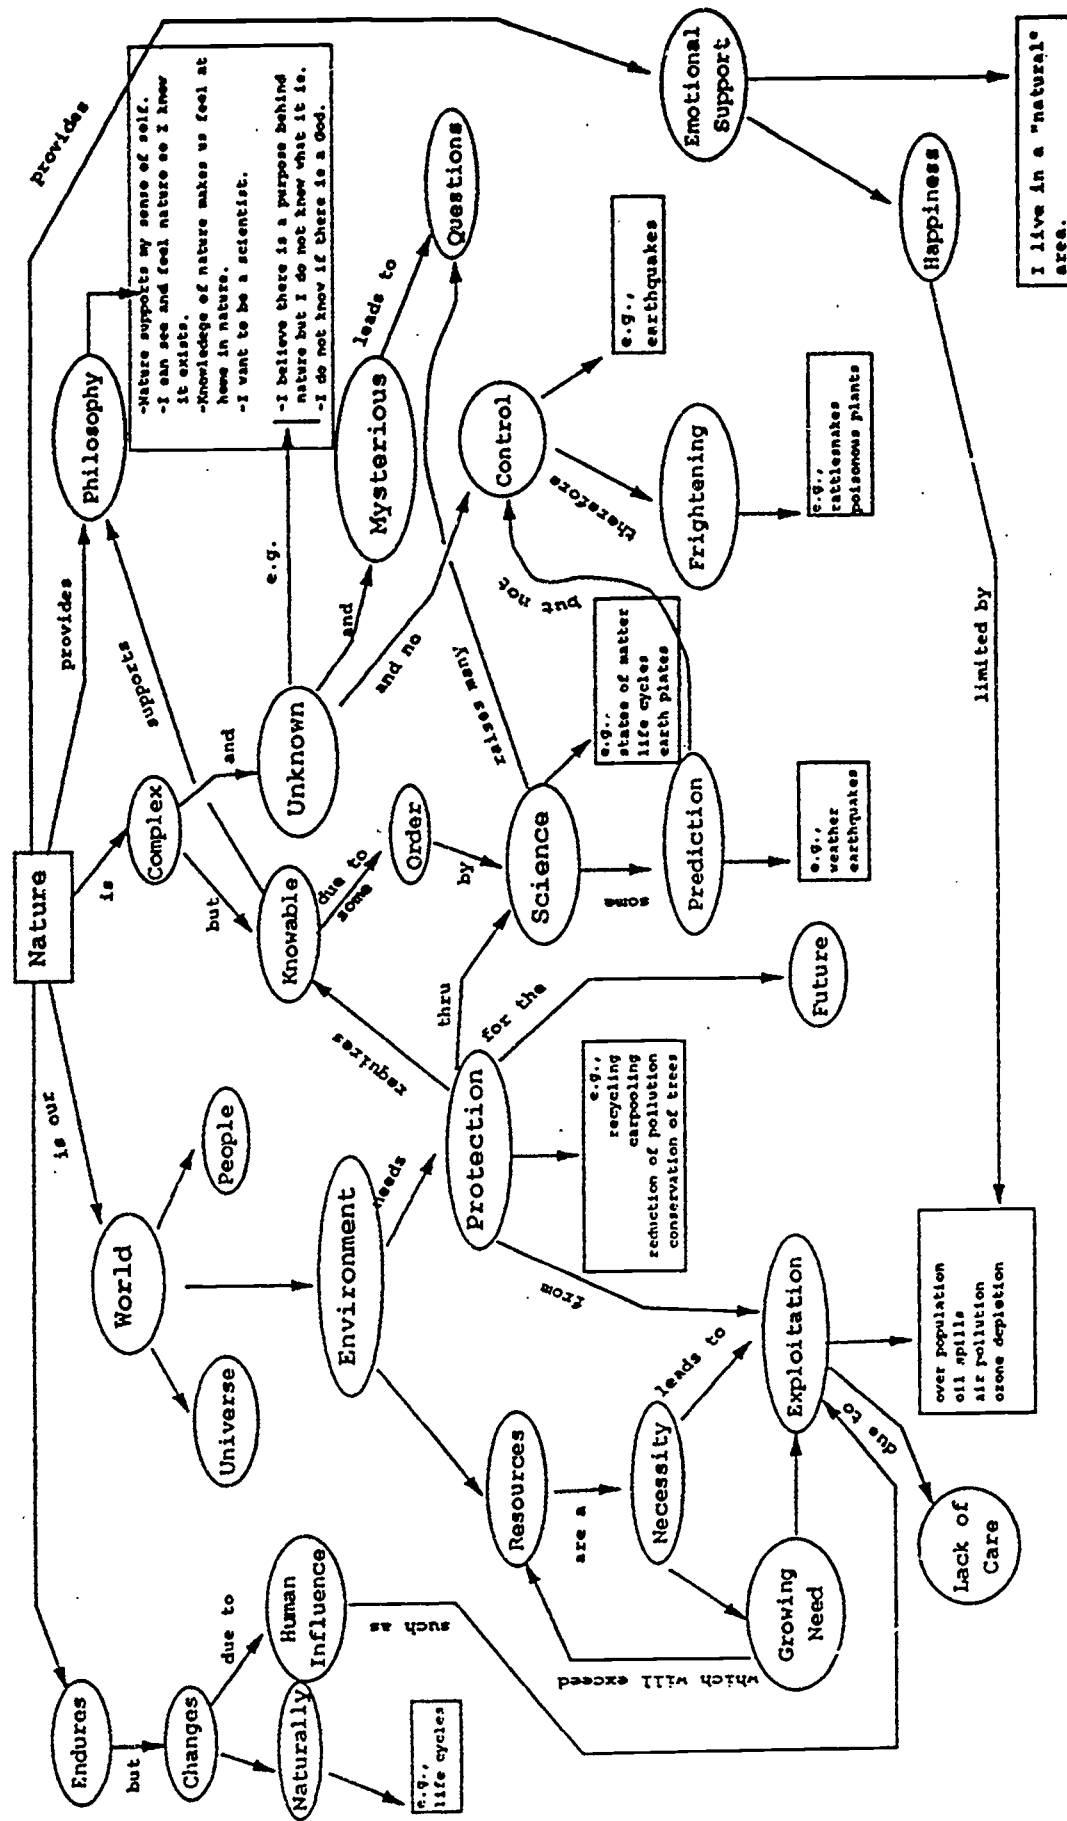 Nature
provides
provides
is
is our
Endures
but
Changes
due to
Human
Influence
Naturally
e.g.,
life cycles
such as
World
Universe
People
Environment
needs
Resources
are a
Necessity
leads to
Growing
Need
which will exceed
Exploitation
due to
Lack of
Care
over population
oil spills
air pollution
ozone depletion
from
Protection
requires
thru
for the
Future
e.g.,
recycling
carpooling
reduction of pollution
conservation of trees
Complex
but
and
Knowable
supports
due to
some
Order
by
Science
raises many
some
Prediction
e.g.,
weather
earthquakes
e.g.,
states of matter
life cycles
earth plates
but not
Unknown
e.g.
and
and no
Mysterious
leads to
Questions
Control
e.g.,
earthquakes
therefore
Frightening
e.g.,
rattlesnakes
poisonous plants
Philosophy
-Nature supports my sense of self.
-I can see and feel nature so I know
it exists.
-Knowledege of nature makes us feel at
home in nature.
-I want to be a scientist.
-I believe there is a purpose behind
nature but I do not know what it is.
-I do not know if there is a God.
Emotional
Support
Happiness
limited by
I live in a "natural"
area.